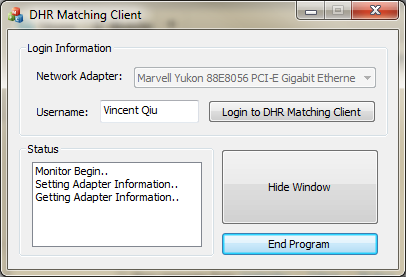 DHR Matching Client
Login Information
Network Adapter: Marvell Yukon 88E8056 PCI-E Gigabit Etherne
Username: Vincent Qiu Login to DHR Matching Client
Status
Monitor Begin..
Setting Adapter Information..
Getting Adapter Information..
Hide Window
End Program